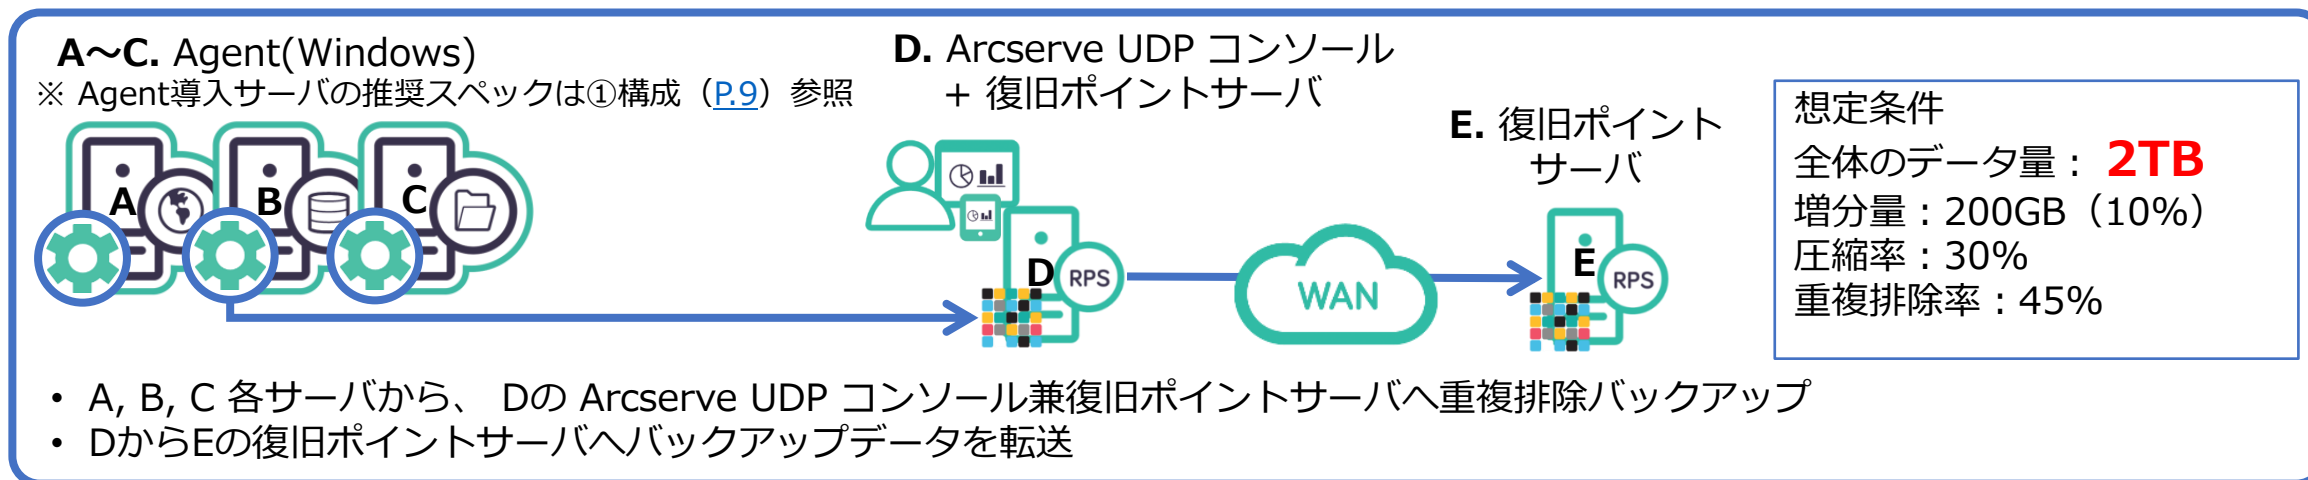 A～C. Agent(Windows)
※ Agent導入サーバの推奨スペックは①構成（P.9）参照
D. Arcserve UDP コンソール
+ 復旧ポイントサーバ
E. 復旧ポイント
サーバ
A
B
C
D
RPS
WAN
E
RPS
想定条件
全体のデータ量： 2TB
増分量：200GB（10%）
圧縮率：30%
重複排除率：45%
• A, B, C 各サーバから、 Dの Arcserve UDP コンソール兼復旧ポイントサーバへ重複排除バックアップ
• DからEの復旧ポイントサーバへバックアップデータを転送